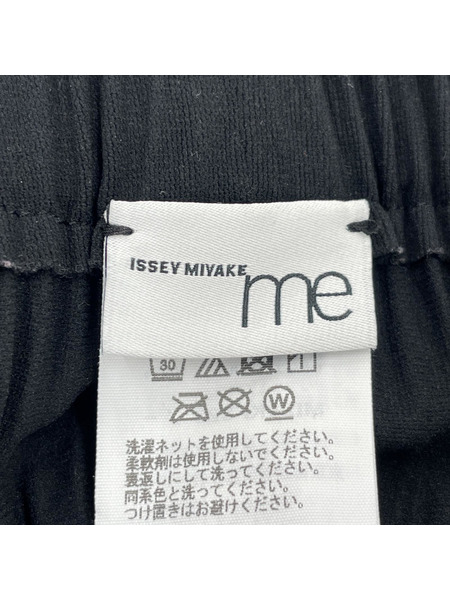 ISSEY MIYAKE me
30
W
洗濯ネットを使用してください。
柔軟剤は使用しないでください。
裏返しにして洗ってください。
同系色と洗ってください。
つけ置きはお避けください。